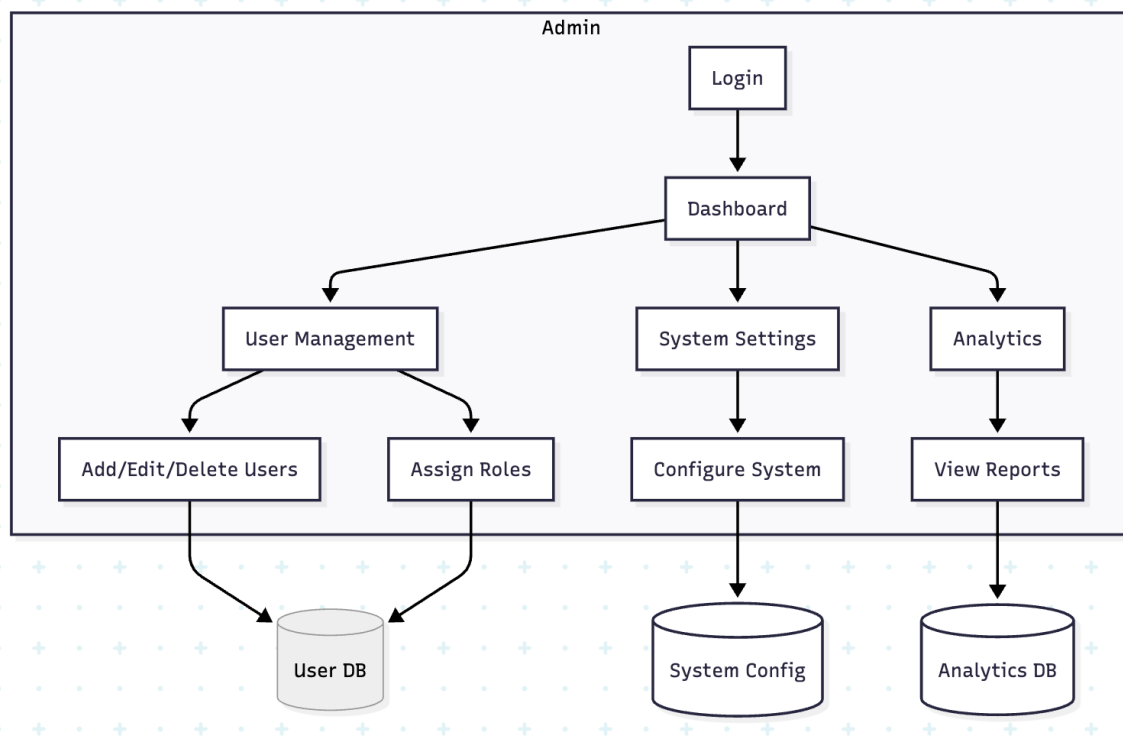 Admin
Login
Dashboard
User Management
System Settings
Analytics
Add/Edit/Delete Users
Assign Roles
Configure System
View Reports
User DB
System Config
Analytics DB